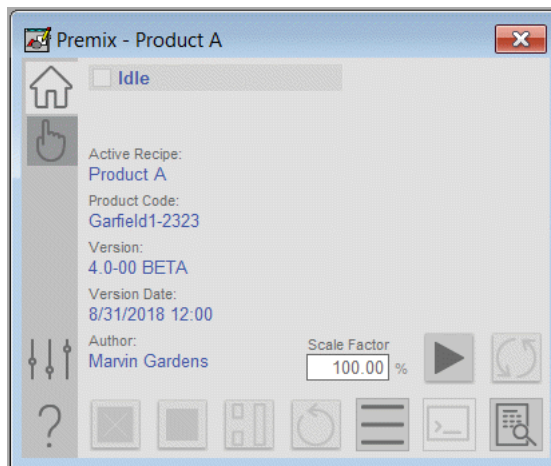 Premix - Product A
Idle
Active Recipe:
Product A
Product Code:
Garfield1-2323
Version:
4.0-00 BETA
Version Date:
8/31/2018 12:00
Author:
Marvin Gardens
Scale Factor
100.00 %